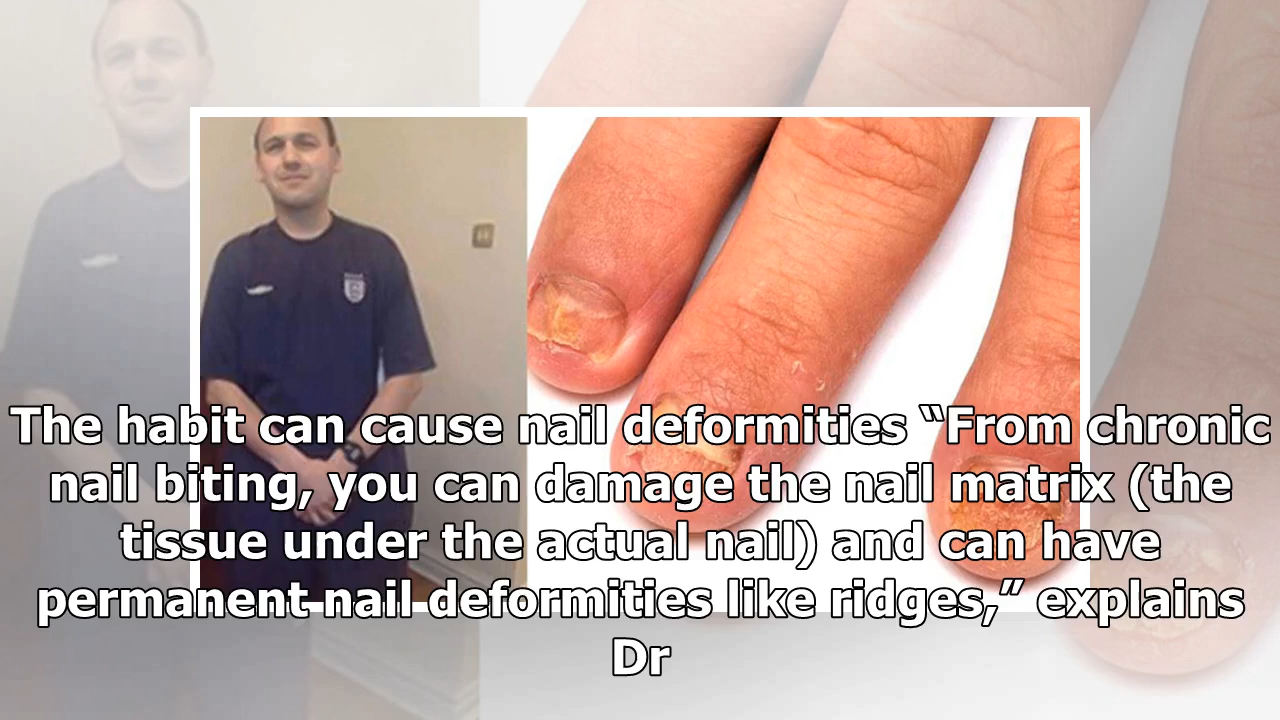 The habit can cause nail deformities “From chronic
nail biting, you can damage the nail matrix (the
tissue under the actual nail) and can have
permanent nail deformities like ridges,” explains
Dr